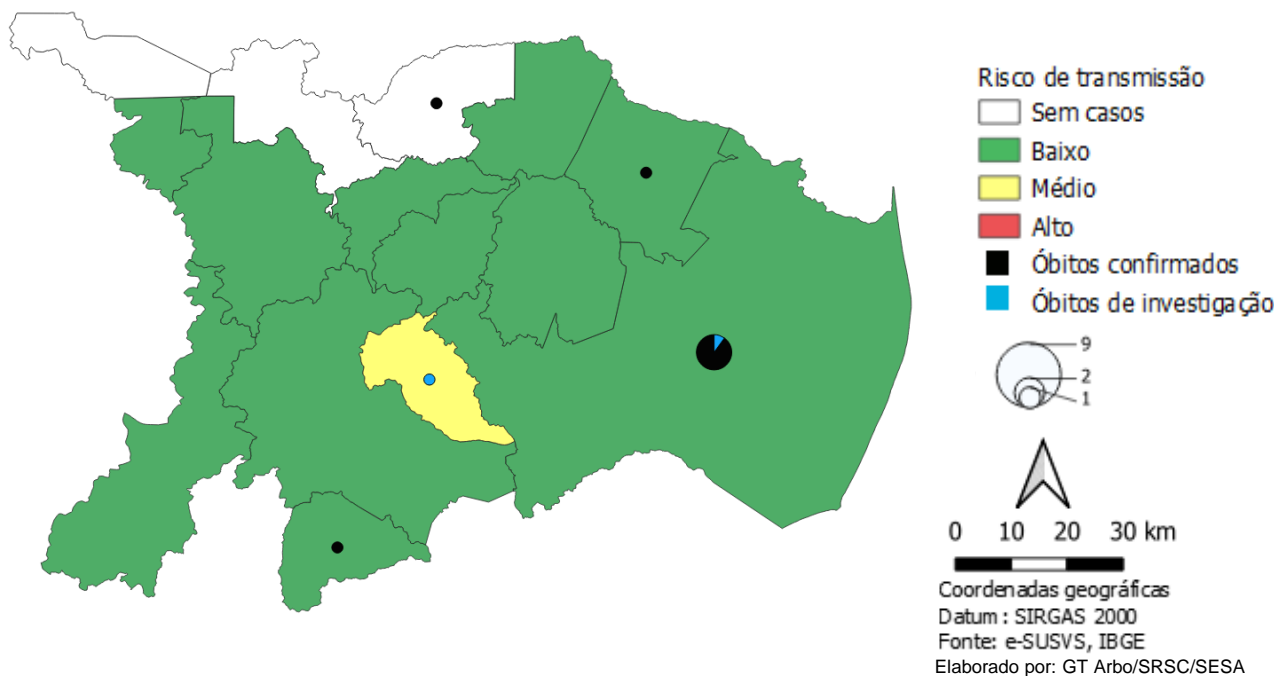 Risco de transmissão
Sem casos
Baixo
Médio
Alto
Óbitos confirmados
Óbitos de investigação
9
2
1
0 10 20 30 km
Coordenadas geográficas
Datum : SIRGAS 2000
Fonte: e-SUSVS, IBGE
Elaborado por: GT Arbo/SRSC/SESA